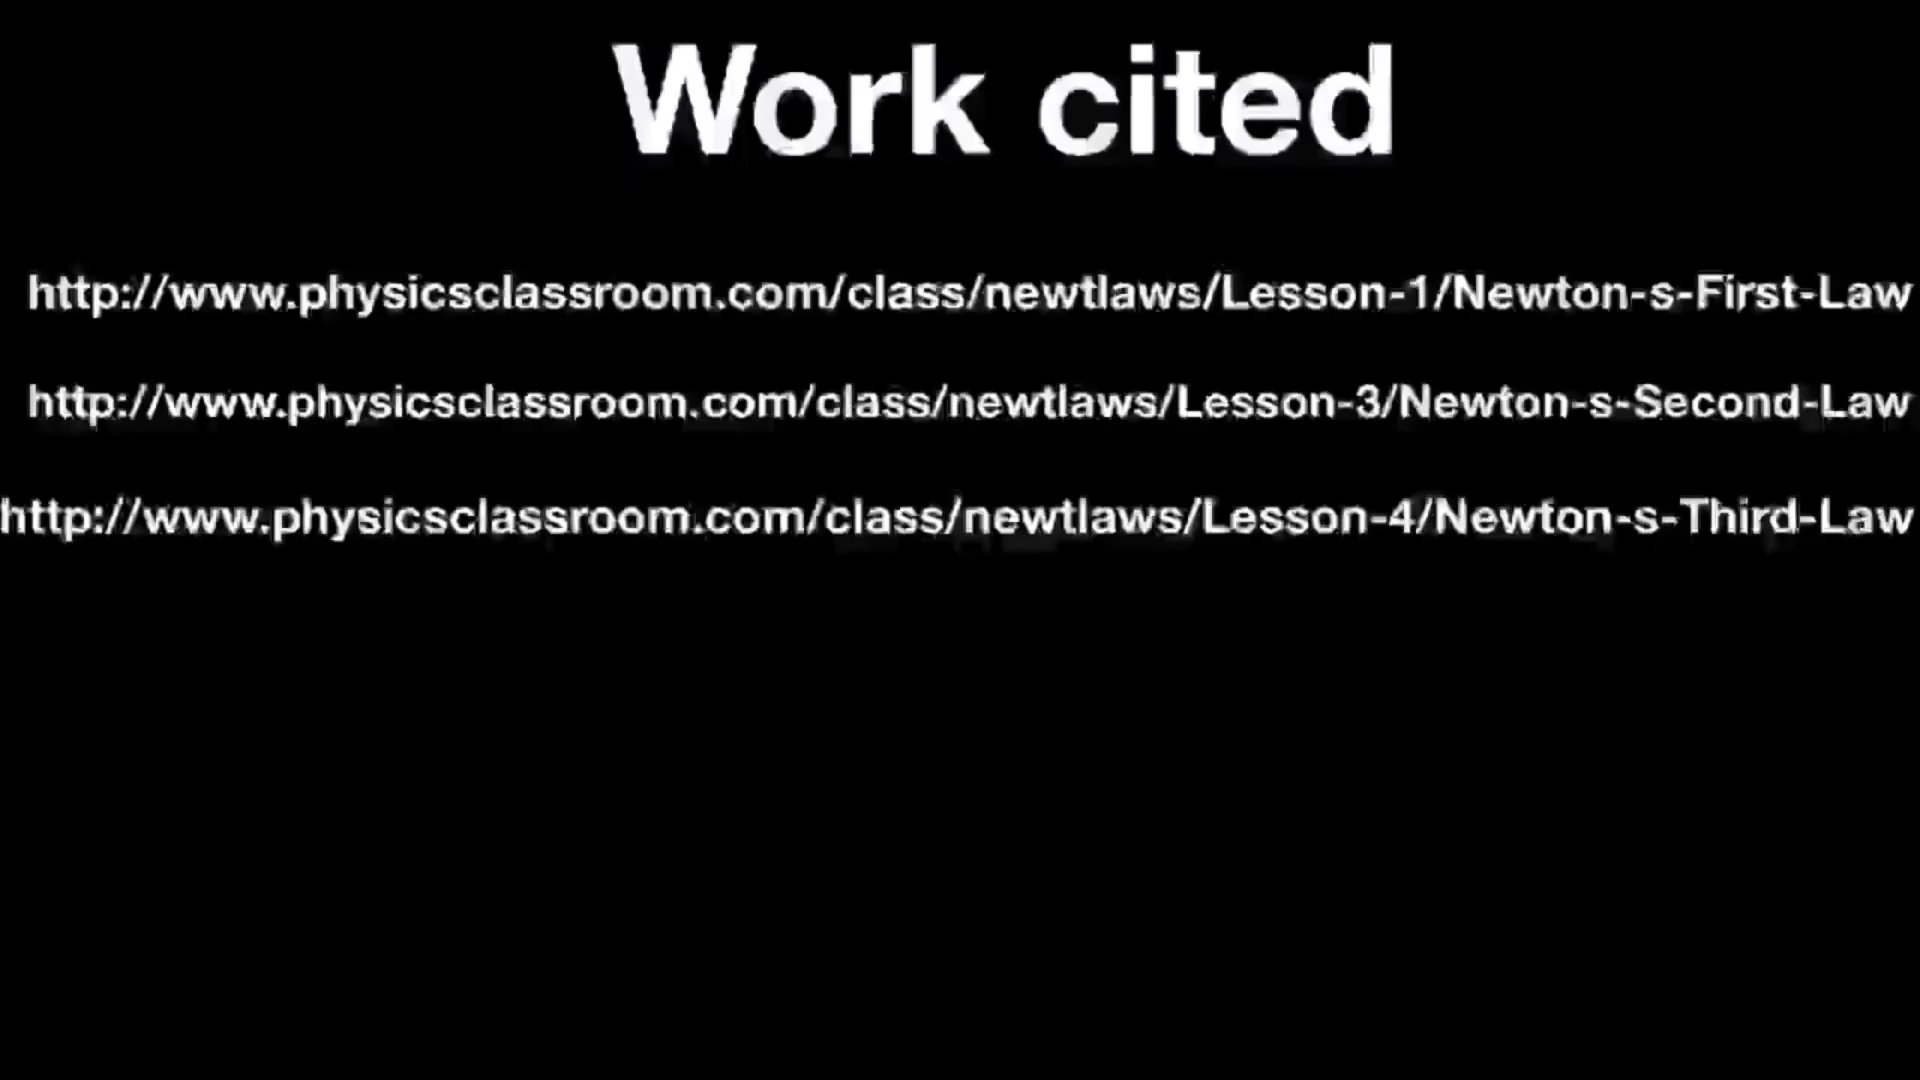 Work cited
http://www.physicsclassroom.com/class/newtlaws/Lesson-1/Newton-s-First-Law
http://www.physicsclassroom.com/class/newtlaws/Lesson-3/Newton-s-Second-Law
http://www.physicsclassroom.com/class/newtlaws/Lesson-4/Newton-s-Third-Law